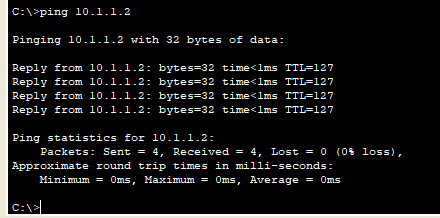 C:\>ping 10.1.1.2
Pinging 10.1.1.2 with 32 bytes of data:
Reply from 10.1.1.2: bytes=32 time<1ms TTL=127
Reply from 10.1.1.2: bytes=32 time<1ms TTL=127
Reply from 10.1.1.2: bytes=32 time<1ms TTL=127
Reply from 10.1.1.2: bytes=32 time<1ms TTL=127
Ping statistics for 10.1.1.2:
    Packets: Sent = 4, Received = 4, Lost = 0 (0% loss),
Approximate round trip times in milli-seconds:
    Minimum = 0ms, Maximum = 0ms, Average = 0ms
C:\>